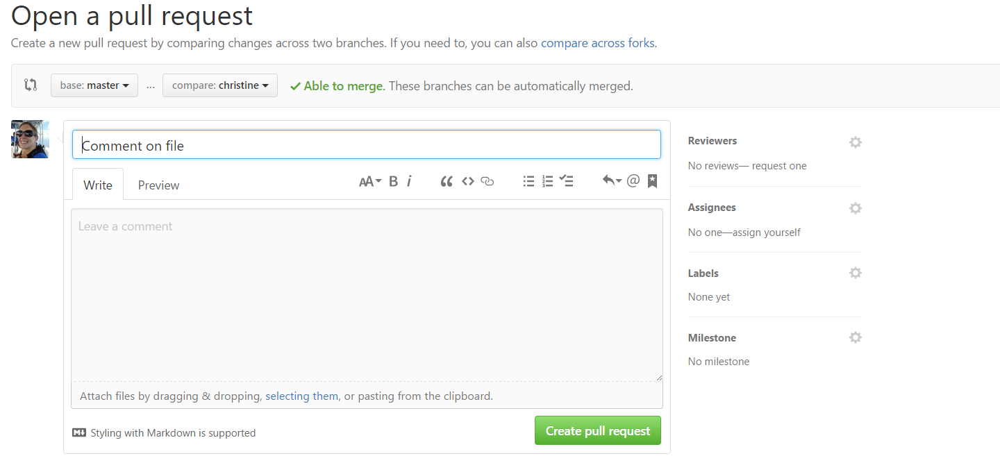 Open a pull request
Create a new pull request by comparing changes across two branches. If you need to, you can also compare across forks.
base: master ... compare: christine Able to merge. These branches can be automatically merged.
Comment on file
Write Preview AA B i @
Leave a comment
Attach files by dragging & dropping, selecting them, or pasting from the clipboard.
Styling with Markdown is supported
Create pull request
Reviewers
No reviews— request one
Assignees
No one—assign yourself
Labels
None yet
Milestone
No milestone